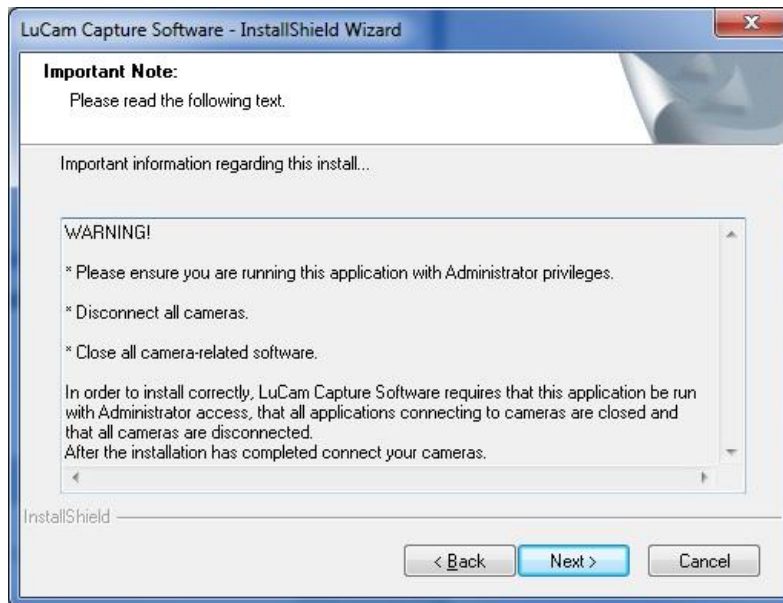 LuCam Capture Software - InstallShield Wizard
Important Note:
Please read the following text.
Important information regarding this install...
WARNING!
* Please ensure you are running this application with Administrator privileges.
* Disconnect all cameras.
* Close all camera-related software.
In order to install correctly, LuCam Capture Software requires that this application be run
with Administrator access, that all applications connecting to cameras are closed and
that all cameras are disconnected.
After the installation has completed connect your cameras.
InstallShield
< Back Next > Cancel